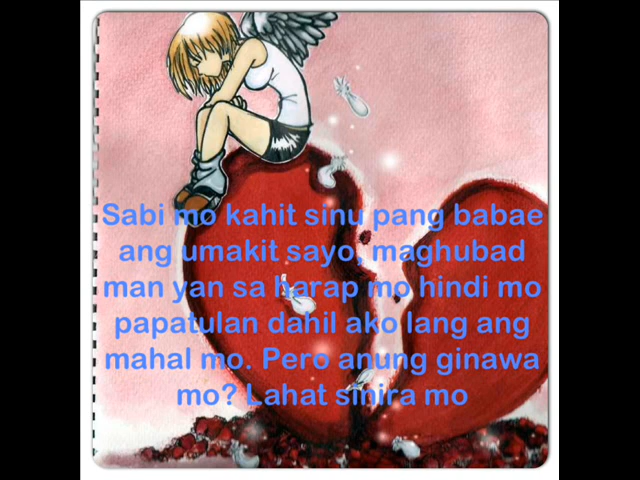 Sabi mo kahit sinu pang babae
ang umakit sayo, maghubad
man yan sa harap mo hindi mo
papatulan dahil ako lang ang
mahal mo. Pero anung ginawa
mo? Lahat sinira mo